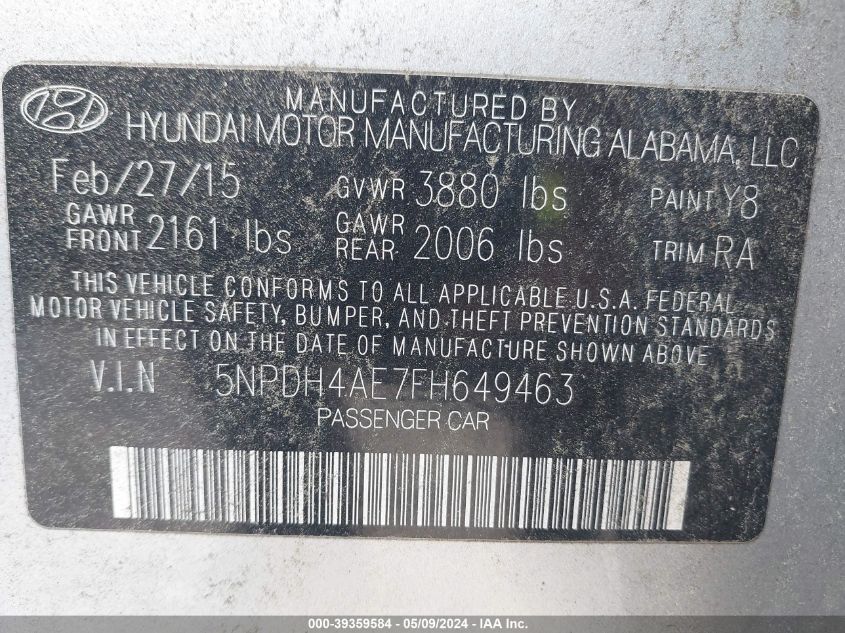 MANUFACTURED BY
HYUNDAI MOTOR MANUFACTURING ALABAMA, LLC
Feb/27/15 GVWR 3880 lbs PAINT Y8
GAWR FRONT 2161 lbs GAWR REAR 2006 lbs TRIM RA
THIS VEHICLE CONFORMS TO ALL APPLICABLE U.S.A. FEDERAL
MOTOR VEHICLE SAFETY, BUMPER, AND THEFT PREVENTION STANDARDS
IN EFFECT ON THE DATE OF MANUFACTURE SHOWN ABOVE.
V.I.N 5NPDH4AE7FH649463
PASSENGER CAR
000-39359584 - 05/09/2024 - IAA Inc.